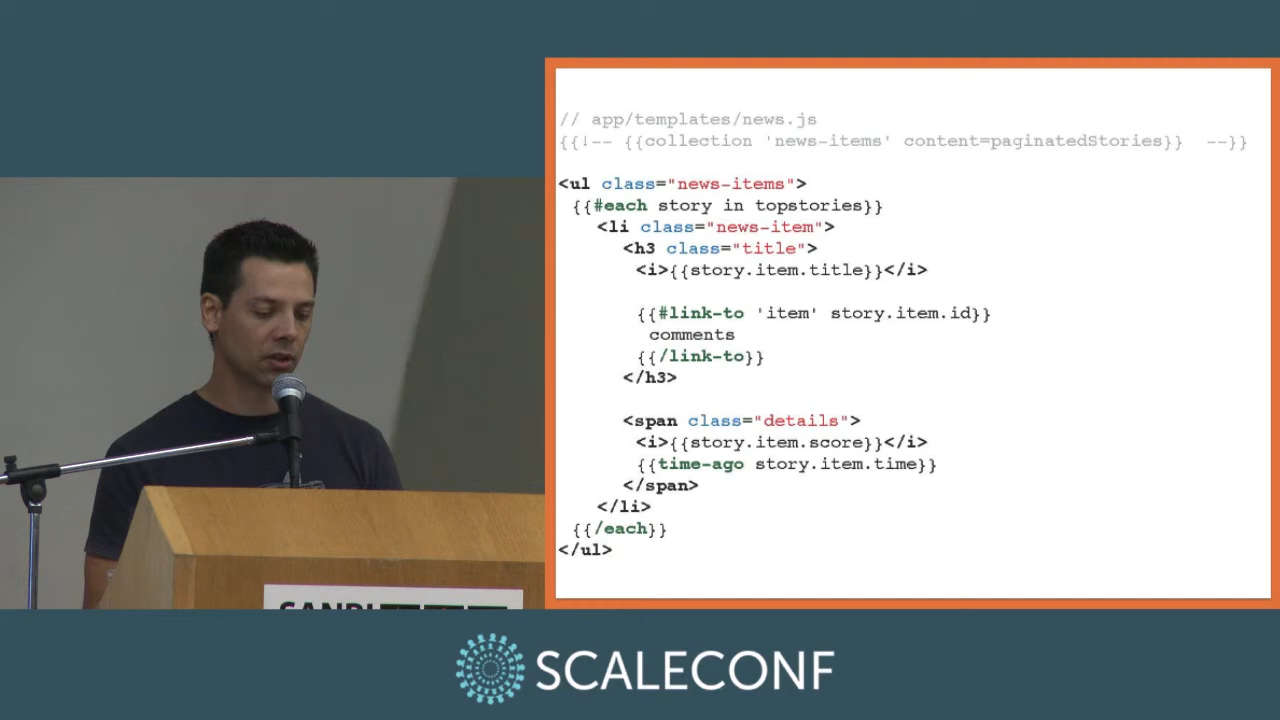 // app/templates/news.js
{{!-- {{collection 'news-items' content=paginatedStories}} --}}
<ul class="news-items">
{{#each story in topstories}}
<li class="news-item">
<h3 class="title">
<i>{{story.item.title}}</i>
{{#link-to 'item' story.item.id}}
comments
{{/link-to}}
</h3>
<span class="details">
<i>{{story.item.score}}</i>
{{time-ago story.item.time}}
</span>
</li>
{{/each}}
</ul>
SCALECONF